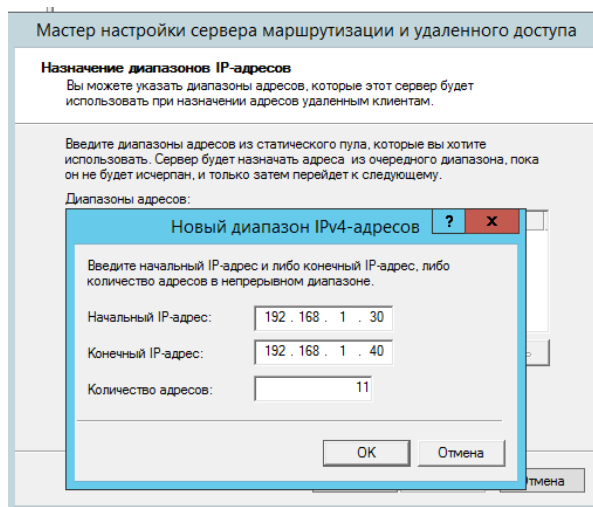 Мастер настройки сервера маршрутизации и удаленного доступа
Назначение диапазонов IP-адресов
Вы можете указать диапазоны адресов, которые этот сервер будет
использовать при назначении адресов удаленным клиентам.
Введите диапазоны адресов из статического пула, которые вы хотите
использовать. Сервер будет назначать адреса из очередного диапазона, пока
он не будет исчерпан, и только затем перейдет к следующему.
Диапазоны адресов:
Новый диапазон IPv4-адресов ? x
Введите начальный IP-адрес и либо конечный IP-адрес, либо
количество адресов в непрерывном диапазоне.
Начальный IP-адрес: 192 . 168 . 1 . 30
Конечный IP-адрес: 192 . 168 . 1 . 40
Количество адресов: 11
OK Отмена
тмена